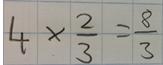 4 × 2/3 = 8/3